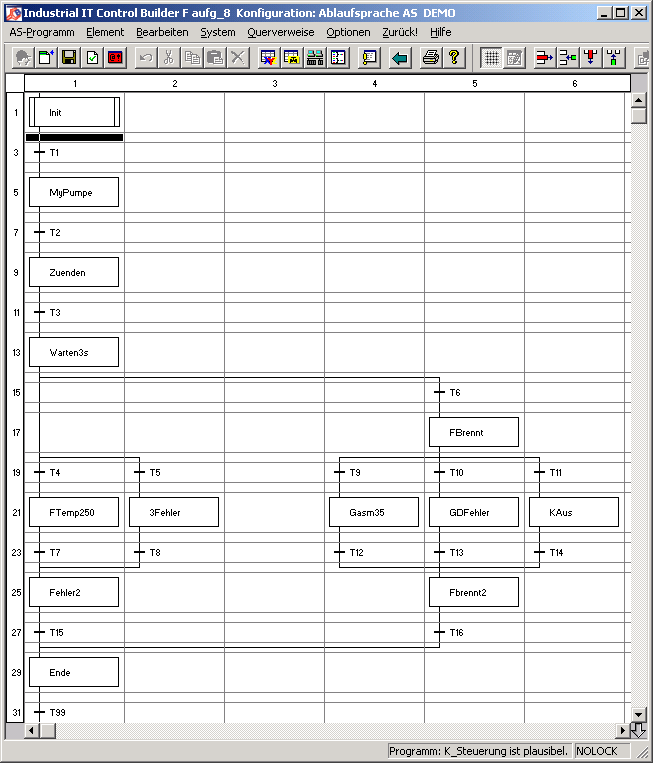 Industrial IT Control Builder F aufg_8 Konfiguration: Ablaufsprache AS DEMO
AS-Programm Element Bearbeiten System Querverweise Optionen Zurück! Hilfe
1 2 3 4 5 6
1 Init
3 T1
5 MyPumpe
7 T2
9 Zuenden
11 T3
13 Warten3s
15 T6
17 FBrennt
19 T4 T5 T9 T10 T11
21 FTemp250 3Fehler Gasm35 GDFehler KAus
23 T7 T8 T12 T13 T14
25 Fehler2 Fbrennt2
27 T15 T16
29 Ende
31 T99
Programm: K_Steuerung ist plausibel. NOLOCK